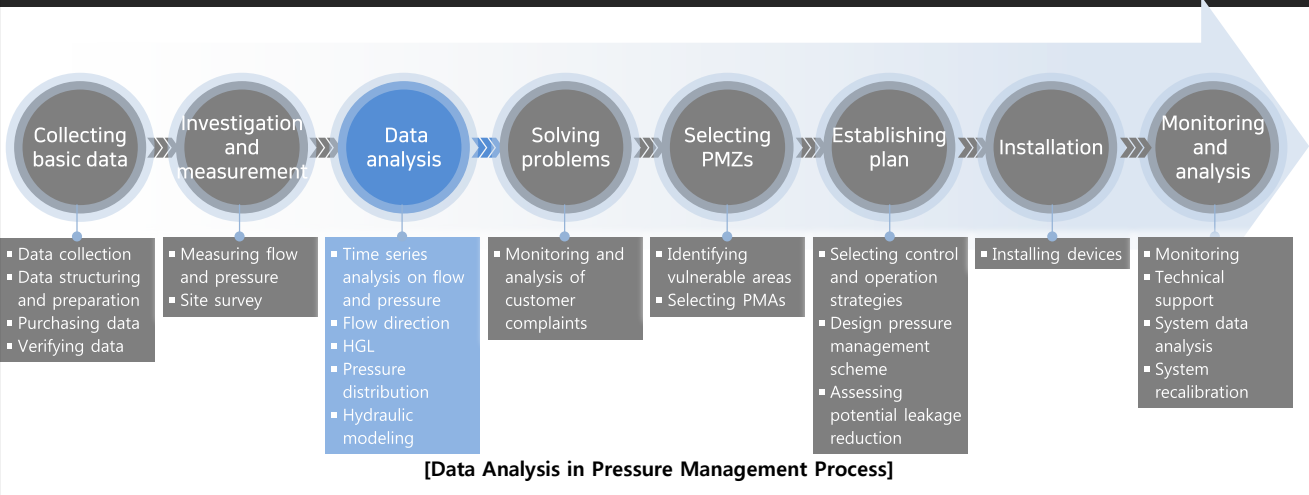 Collecting
basic data
Investigation
and
measurement
Data
analysis
Solving
problems
Selecting
PMZs
Establishing
plan
Installation
Monitoring
and
analysis
▪ Data collection
▪ Data structuring
and preparation
▪ Purchasing data
▪ Verifying data
▪ Measuring flow
and pressure
▪ Site survey
▪ Time series
analysis on flow
and pressure
▪ Flow direction
▪ HGL
▪ Pressure
distribution
▪ Hydraulic
modeling
▪ Monitoring and
analysis of
customer
complaints
▪ Identifying
vulnerable areas
▪ Selecting PMAs
▪ Selecting control
and operation
strategies
▪ Design pressure
management
scheme
▪ Assessing
potential leakage
reduction
▪ Installing devices
▪ Monitoring
▪ Technical
support
▪ System data
analysis
▪ System
recalibration
[Data Analysis in Pressure Management Process]